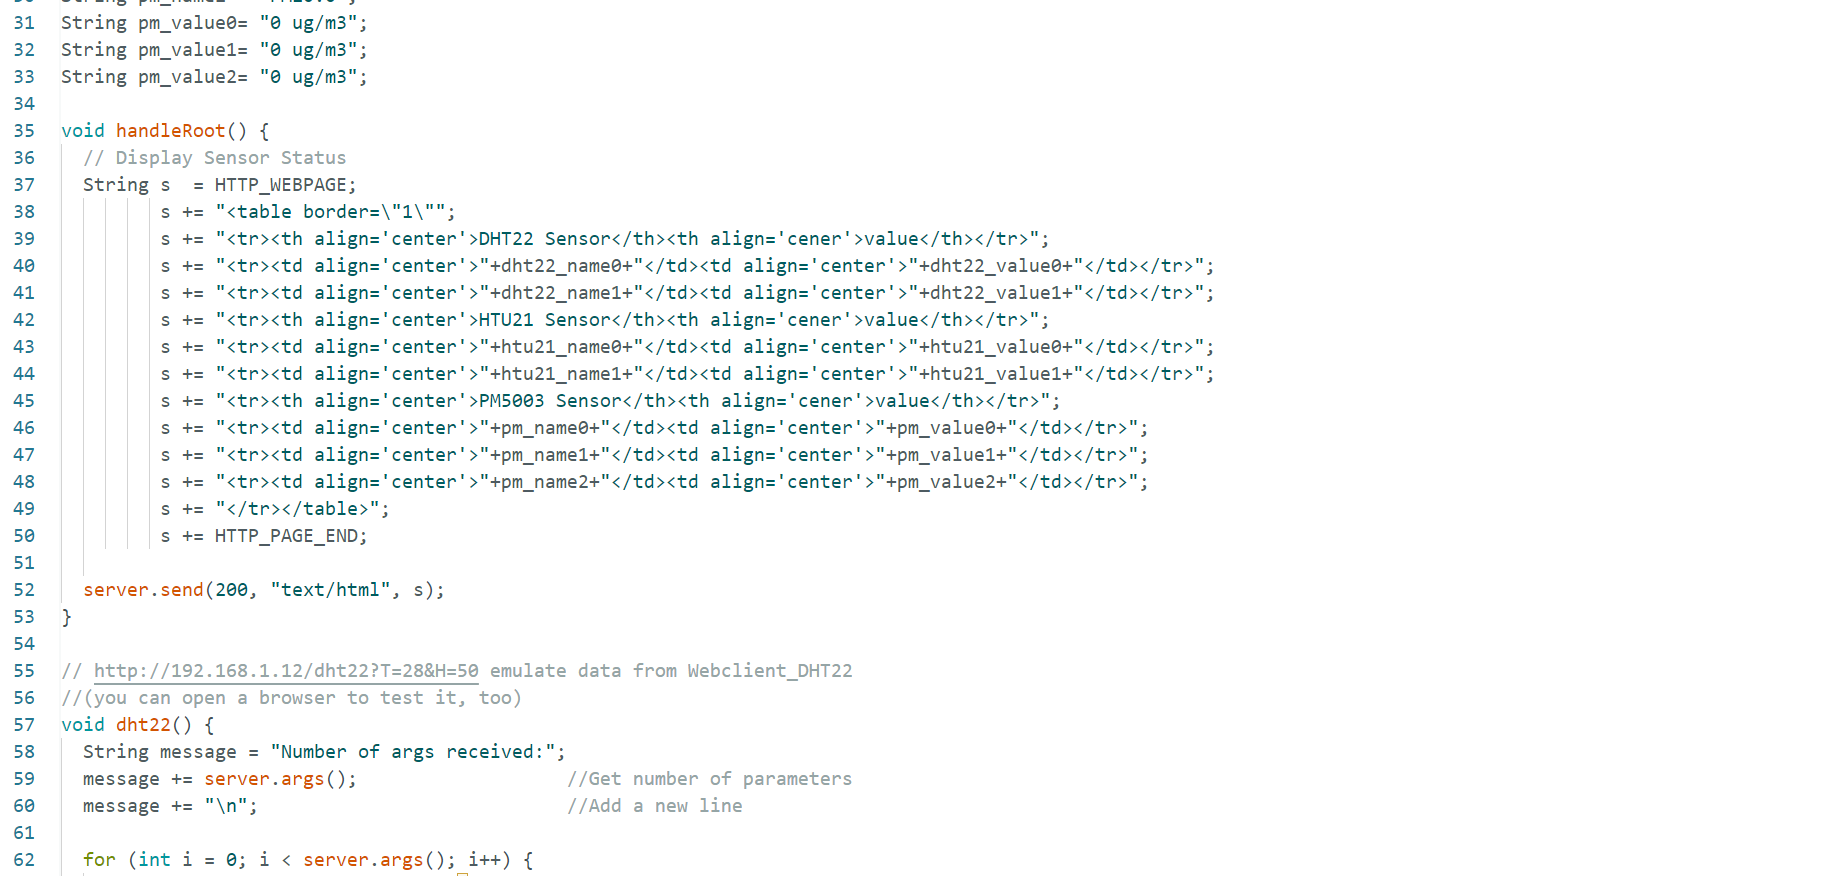 31 String pm_value0= "0 ug/m3";
32 String pm_value1= "0 ug/m3";
33 String pm_value2= "0 ug/m3";
34
35 void handleRoot() {
36 // Display Sensor Status
37 String s  = HTTP_WEBPAGE;
38 s += "<table border=\"1\"";
39 s += "<tr><th align='center'>DHT22 Sensor</th><th align='cener'>value</th></tr>";
40 s += "<tr><td align='center'>"+dht22_name0+"</td><td align='center'>"+dht22_value0+"</td></tr>";
41 s += "<tr><td align='center'>"+dht22_name1+"</td><td align='center'>"+dht22_value1+"</td></tr>";
42 s += "<tr><th align='center'>HTU21 Sensor</th><th align='cener'>value</th></tr>";
43 s += "<tr><td align='center'>"+htu21_name0+"</td><td align='center'>"+htu21_value0+"</td></tr>";
44 s += "<tr><td align='center'>"+htu21_name1+"</td><td align='center'>"+htu21_value1+"</td></tr>";
45 s += "<tr><th align='center'>PM5003 Sensor</th><th align='cener'>value</th></tr>";
46 s += "<tr><td align='center'>"+pm_name0+"</td><td align='center'>"+pm_value0+"</td></tr>";
47 s += "<tr><td align='center'>"+pm_name1+"</td><td align='center'>"+pm_value1+"</td></tr>";
48 s += "<tr><td align='center'>"+pm_name2+"</td><td align='center'>"+pm_value2+"</td></tr>";
49 s += "</tr></table>";
50 s += HTTP_PAGE_END;
51
52 server.send(200, "text/html", s);
53 }
54
55 // http://192.168.1.12/dht22?T=28&H=50 emulate data from Webclient_DHT22
56 //(you can open a browser to test it, too)
57 void dht22() {
58 String message = "Number of args received:";
59 message += server.args(); //Get number of parameters
60 message += "\n"; //Add a new line
61
62 for (int i = 0; i < server.args(); i++) {